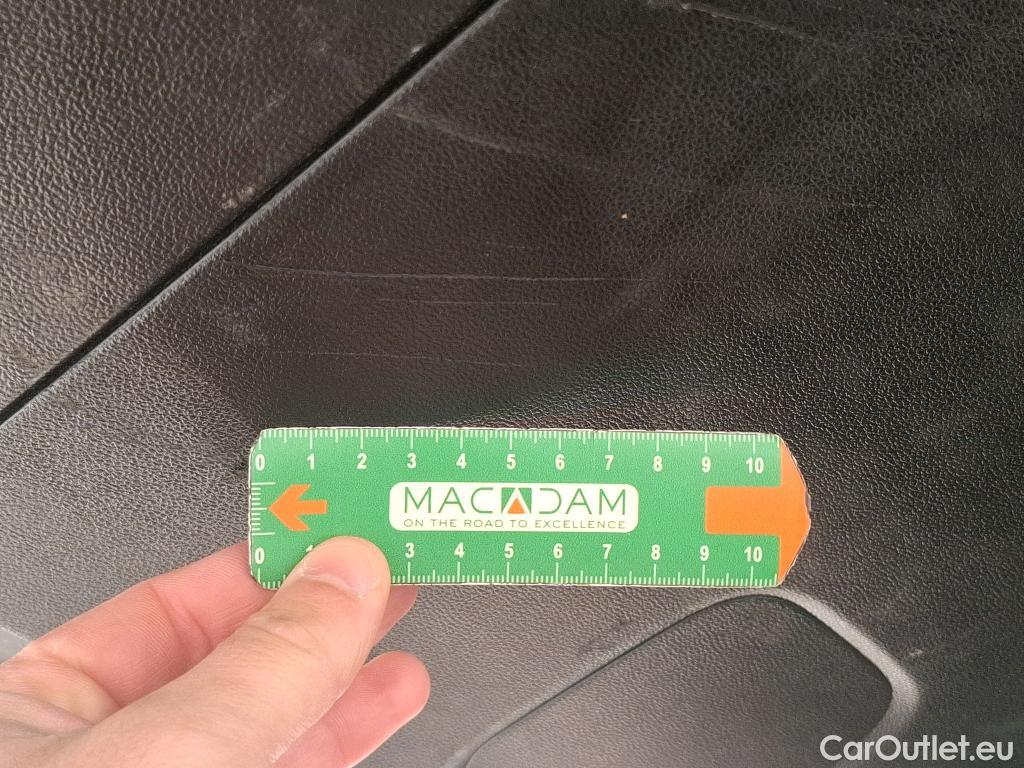 0 1 2 3 4 5 6 7 8 9 10
MACADAM
ON THE ROAD TO EXCELLENCE
0 1 3 4 5 6 7 8 9 10
CarOutlet.eu